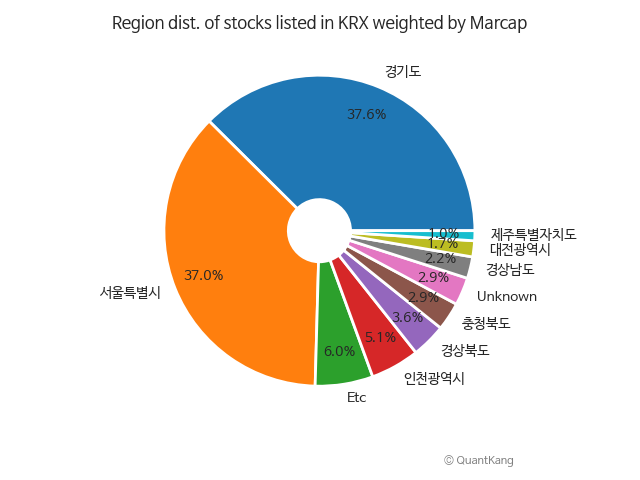 Region dist. of stocks listed in KRX weighted by Marcap
경기도
37.6%
서울특별시
37.0%
Etc
6.0%
인천광역시
5.1%
경상북도
3.6%
충청북도
2.9%
Unknown
2.9%
경상남도
2.2%
대전광역시
1.7%
제주특별자치도
1.0%
© QuantKang